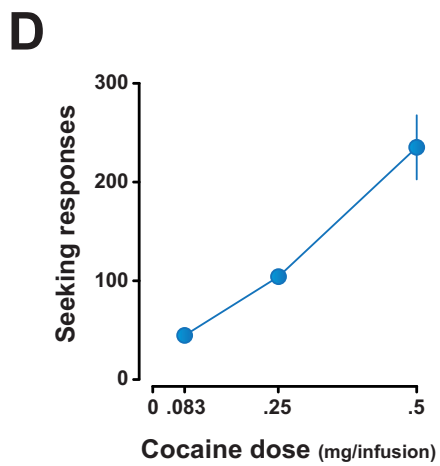 D
300
200
100
0
Seeking responses
0 .083 .25 .5
Cocaine dose (mg/infusion)